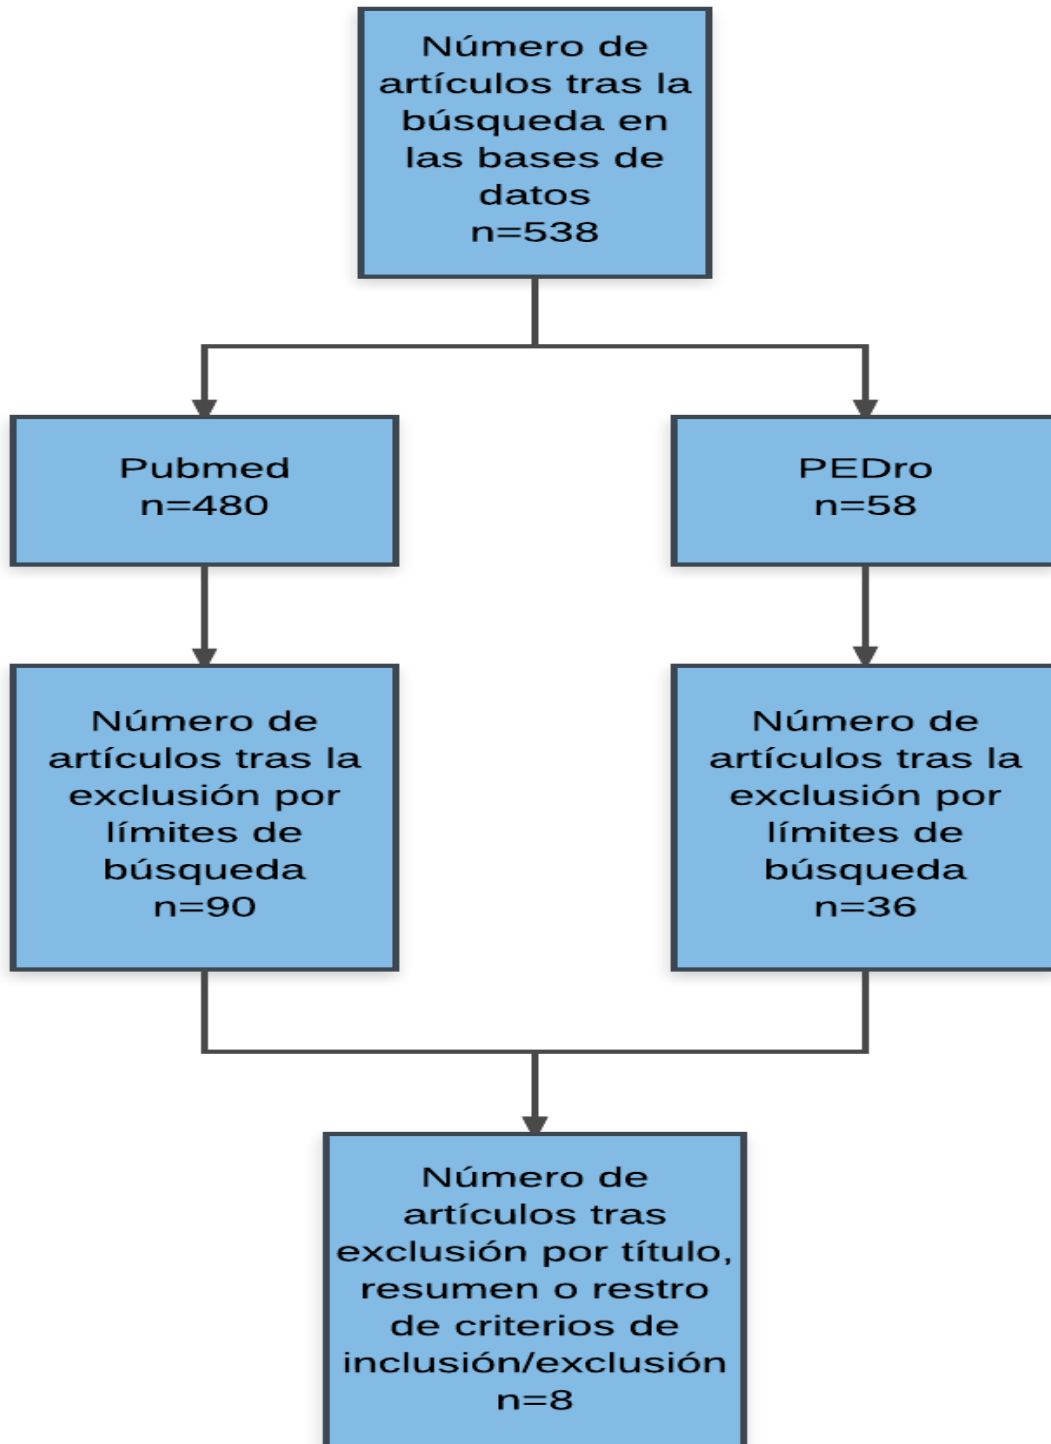 Número de
artículos tras la
búsqueda en
las bases de
datos
n=538
Pubmed
n=480
PEDro
n=58
Número de
artículos tras la
exclusión por
límites de
búsqueda
n=90
Número de
artículos tras la
exclusión por
límites de
búsqueda
n=36
Número de
artículos tras
exclusión por título,
resumen o restro
de criterios de
inclusión/exclusión
n=8